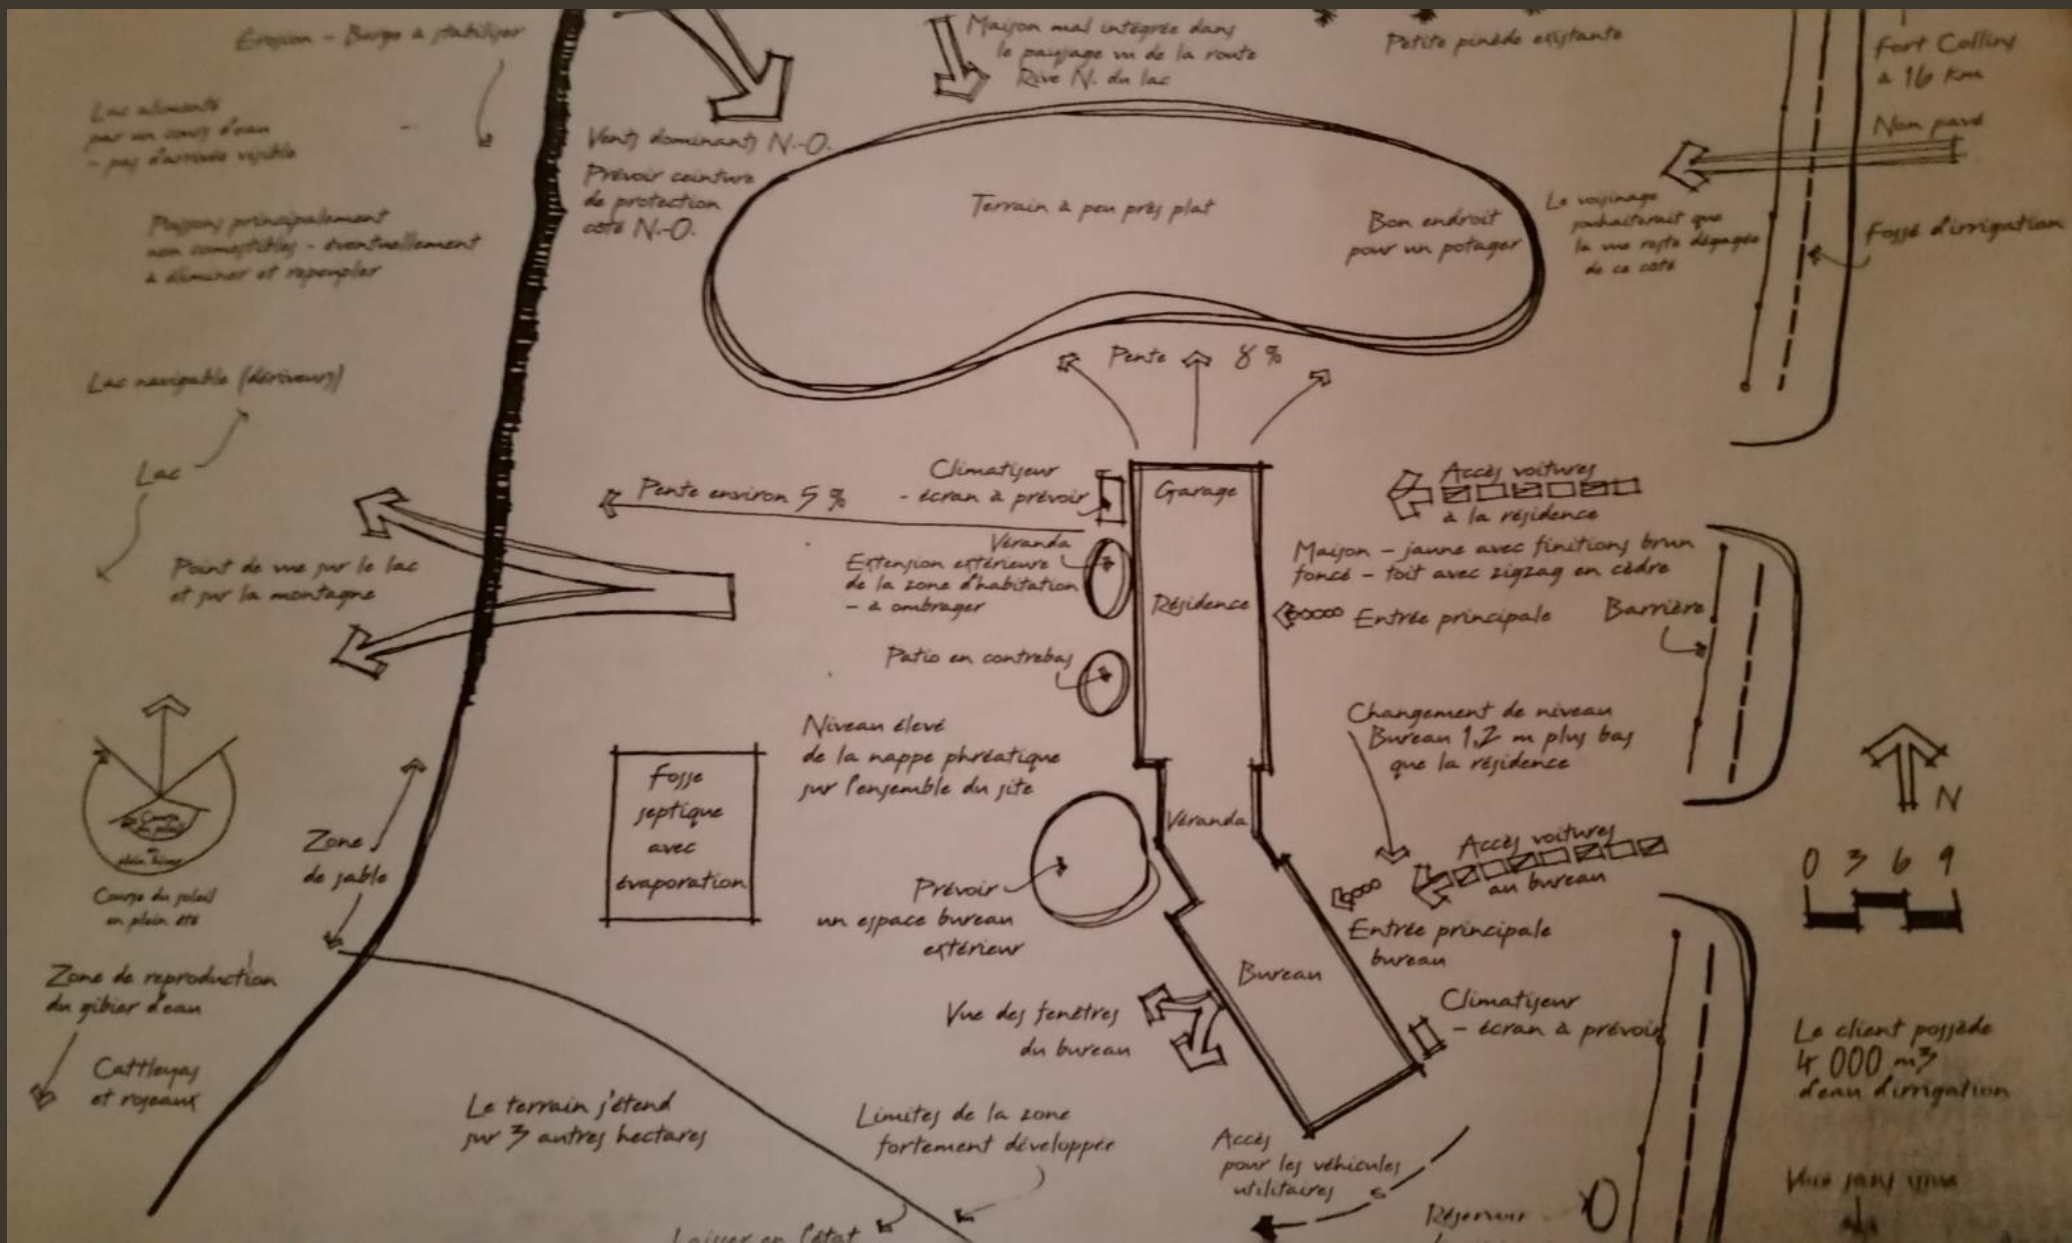 Erosion – Berge à stabiliser
Maison mal intégrée dans
le paysage vu de la route
Rive N. du lac
Petite pinède existante
Fort Collins
à 16 Km
Non pavé
Lac alimenté
par un cours d'eau
– pas d'arrivée visible
Vents dominants N.-O.
Prévoir ceinture
de protection
coté N.-O.
Terrain à peu près plat
Bon endroit
pour un potager
Le voisinage
souhaiterait que
la vue reste dégagée
de ce coté
Fossé d'irrigation
Poissons principalement
non comestibles – éventuellement
à éliminer et repeupler
Pente 8 %
Lac navigable (dériveurs)
Lac
Pente environ 5 %
Climatiseur
- écran à prévoir
Garage
Accès voitures
à la résidence
Véranda
Extension extérieure
de la zone d'habitation
– à ombrager
Maison – jaune avec finitions brun
foncé – toit avec zigzag en cèdre
Point de vue sur le lac
et sur la montagne
Résidence
Entrée principale
Barrière
Patio en contrebas
Niveau élevé
de la nappe phréatique
sur l'ensemble du site
Changement de niveau
Bureau 1,2 m plus bas
que la résidence
N
Fosse
septique
avec
évaporation
Véranda
Accès voitures
au bureau
0 3 6 9
Course
du soleil
en
plein
Course du soleil
en plein été
Zone
de sable
Prévoir
un espace bureau
extérieur
Entrée principale
bureau
Zone de reproduction
du gibier d'eau
Bureau
Vue des fenêtres
du bureau
Climatiseur
– écran à prévoir
Le client possède
4 000 m3
d'eau d'irrigation
Cattleyas
et roseaux
Le terrain s'étend
sur 3 autres hectares
Limites de la zone
fortement développée
Accès
pour les véhicules
utilitaires
Réservoir
Laisser en l'état
Vue sans